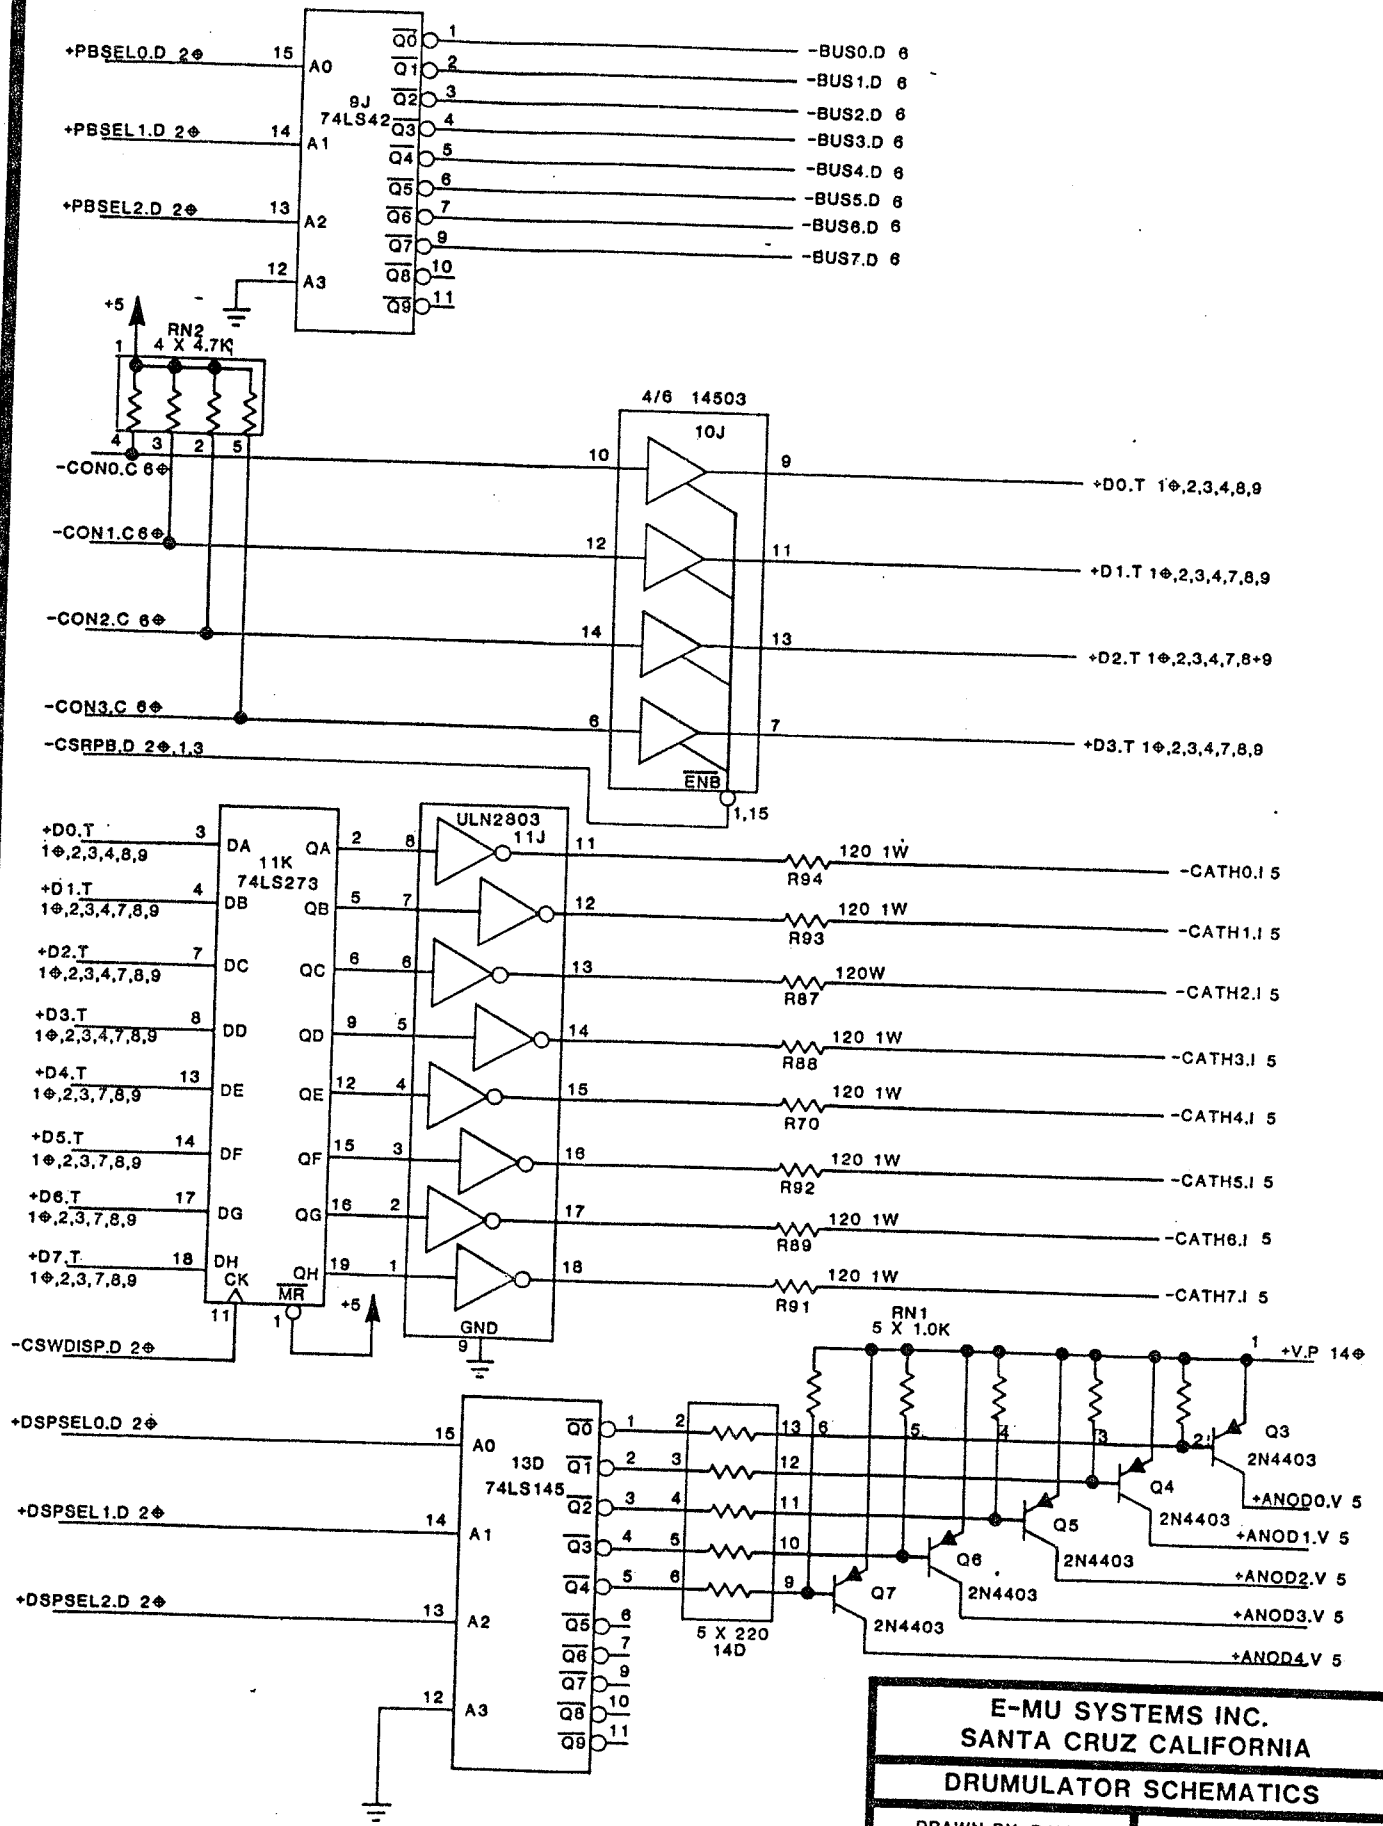 +PBSEL0.D 2⌖ 15 A0
+PBSEL1.D 2⌖ 14 A1
+PBSEL2.D 2⌖ 13 A2
12 A3
9J
74LS42
Q0 1 -BUS0.D 6
Q1 2 -BUS1.D 6
Q2 3 -BUS2.D 6
Q3 4 -BUS3.D 6
Q4 5 -BUS4.D 6
Q5 6 -BUS5.D 6
Q6 7 -BUS6.D 6
Q7 9 -BUS7.D 6
Q8 10
Q9 11
+5
RN2
1 4 X 4.7K
4 3 2 5
4/6 14503
10J
-CON0.C 6⌖ 10 9 +D0.T 1⌖,2,3,4,8,9
-CON1.C 6⌖ 12 11 +D1.T 1⌖,2,3,4,7,8,9
-CON2.C 6⌖ 14 13 +D2.T 1⌖,2,3,4,7,8+9
-CON3.C 6⌖ 6 7 +D3.T 1⌖,2,3,4,7,8,9
-CSRPB.D 2⌖,1,3
ENB
1,15
ULN2803
11J
11K
74LS273
+D0.T 3 DA QA 2 8 11 120 1W
1⌖,2,3,4,8,9 R94 -CATH0.I 5
+D1.T 4 DB QB 5 7 12 120 1W
1⌖,2,3,4,7,8,9 R93 -CATH1.I 5
+D2.T 7 DC QC 6 6 13 120W
1⌖,2,3,4,7,8,9 R87 -CATH2.I 5
+D3.T 8 DD QD 9 5 14 120 1W
1⌖,2,3,4,7,8,9 R88 -CATH3.I 5
+D4.T 13 DE QE 12 4 15 120 1W
1⌖,2,3,7,8,9 R70 -CATH4.I 5
+D5.T 14 DF QF 15 3 16 120 1W
1⌖,2,3,7,8,9 R92 -CATH5.I 5
+D6.T 17 DG QG 16 2 17 120 1W
1⌖,2,3,7,8,9 R89 -CATH6.I 5
+D7.T 18 DH QH 19 1 18 120 1W
1⌖,2,3,7,8,9 R91 -CATH7.I 5
CK MR
11 1 +5
GND
9
-CSWDISP.D 2⌖
RN1
5 X 1.0K
1 +V.P 14⌖
+DSPSEL0.D 2⌖ 15 A0
+DSPSEL1.D 2⌖ 14 A1
+DSPSEL2.D 2⌖ 13 A2
12 A3
13D
74LS145
Q0 1 2 13 6 5 4 3 2
Q1 2 3 12
Q2 3 4 11
Q3 4 5 10
Q4 5 6 9
Q5 6
Q6 7
Q7 9
Q8 10
Q9 11
5 X 220
14D
Q3
2N4403
+ANOD0.V 5
Q4
2N4403
+ANOD1.V 5
Q5
2N4403
+ANOD2.V 5
Q6
2N4403
+ANOD3.V 5
Q7
2N4403
+ANOD4.V 5
E-MU SYSTEMS INC.
SANTA CRUZ CALIFORNIA
DRUMULATOR SCHEMATICS